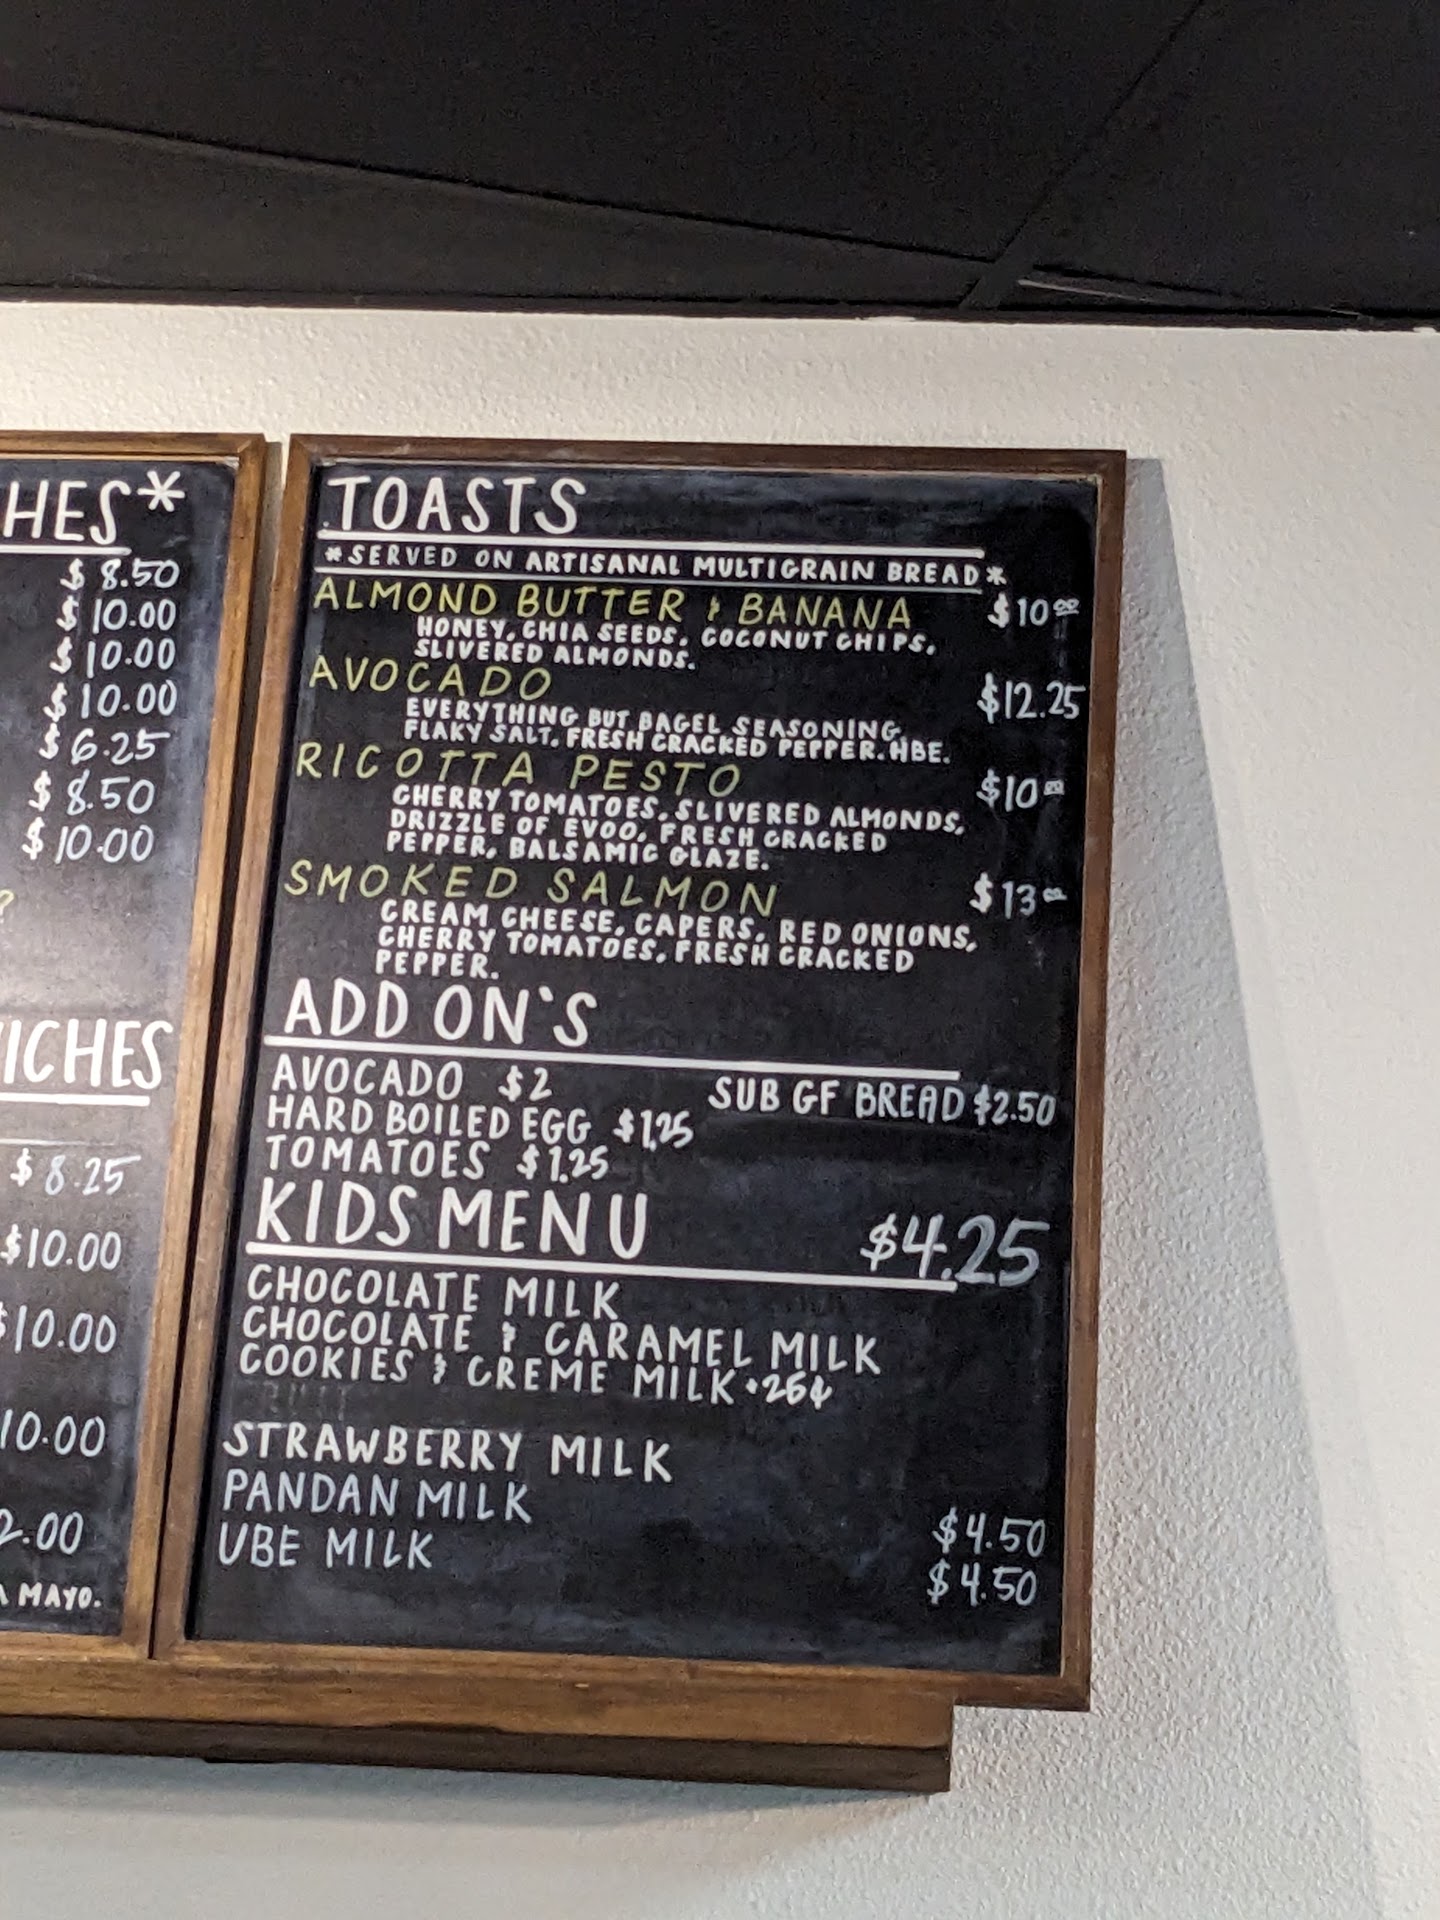 HES*
$ 8.50
$ 10.00
$ 10.00
$ 10.00
$ 6.25
$ 8.50
$ 10.00
?
ICHES
$ 8.25
$10.00
$10.00
10.00
2.00
MAYO.
TOASTS
*SERVED ON ARTISANAL MULTIGRAIN BREAD*
ALMOND BUTTER & BANANA $10.00
HONEY, CHIA SEEDS, COCONUT CHIPS,
SLIVERED ALMONDS.
AVOCADO $12.25
EVERYTHING BUT BAGEL SEASONING,
FLAKY SALT, FRESH CRACKED PEPPER. HBE.
RICOTTA PESTO $10.00
CHERRY TOMATOES, SLIVERED ALMONDS,
DRIZZLE OF EVOO, FRESH CRACKED
PEPPER, BALSAMIC GLAZE.
SMOKED SALMON $13.00
CREAM CHEESE, CAPERS, RED ONIONS,
CHERRY TOMATOES, FRESH CRACKED
PEPPER.
ADD ON'S
AVOCADO $2 SUB GF BREAD $2.50
HARD BOILED EGG $1.25
TOMATOES $1.25
KIDS MENU $4.25
CHOCOLATE MILK
CHOCOLATE & CARAMEL MILK
COOKIES & CREME MILK • 26¢
STRAWBERRY MILK
PANDAN MILK $4.50
UBE MILK $4.50